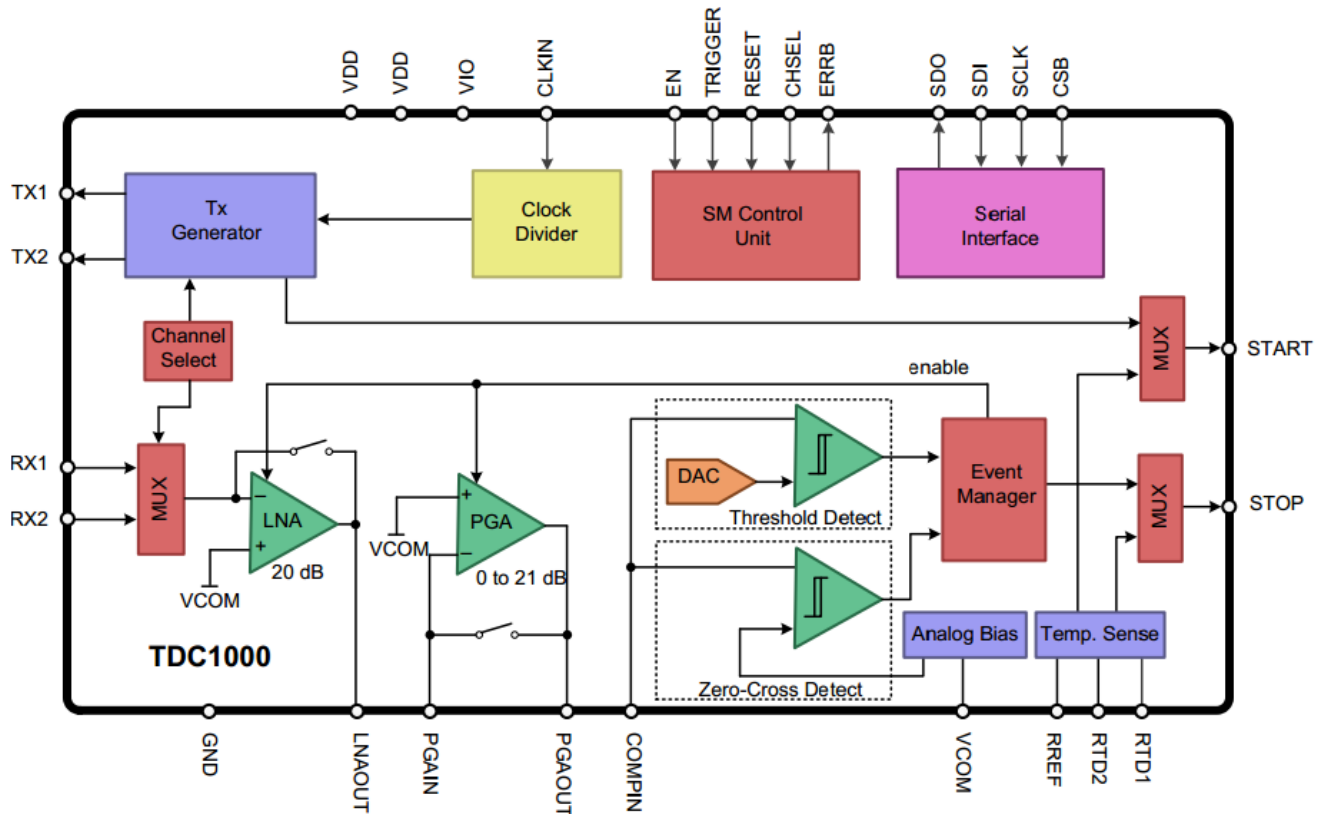 VDD
VDD
VIO
CLKIN
EN
TRIGGER
RESET
CHSEL
ERRB
SDO
SDI
SCLK
CSB
TX1
TX2
Tx
Generator
Clock
Divider
SM Control
Unit
Serial
Interface
Channel
Select
MUX
START
enable
RX1
RX2
MUX
LNA
20 dB
VCOM
VCOM
PGA
0 to 21 dB
DAC
Threshold Detect
Event
Manager
MUX
STOP
Zero-Cross Detect
Analog Bias
Temp. Sense
TDC1000
GND
LNAOUT
PGAIN
PGAOUT
COMPIN
VCOM
RREF
RTD2
RTD1